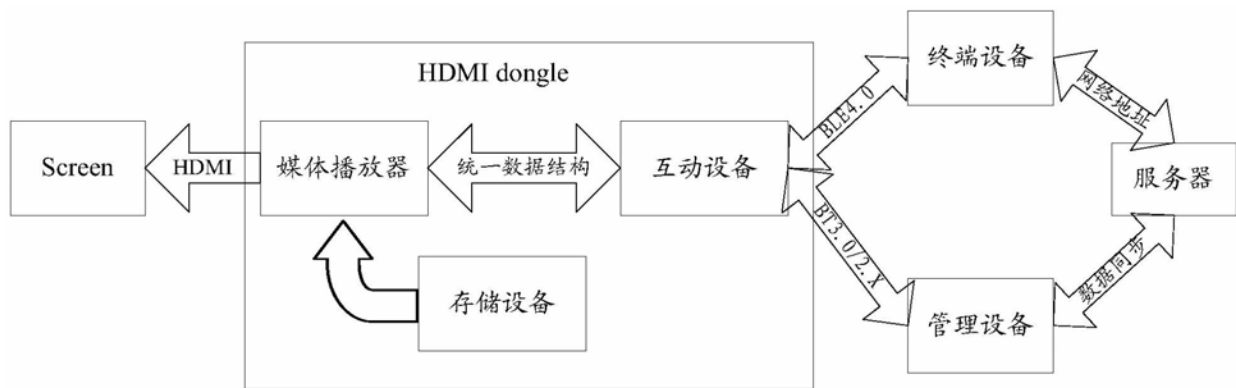 HDMI dongle
终端设备
BLE4.0
网络地址
Screen
HDMI
媒体播放器
统一数据结构
互动设备
服务器
BT3.0/2.X
数据同步
存储设备
管理设备